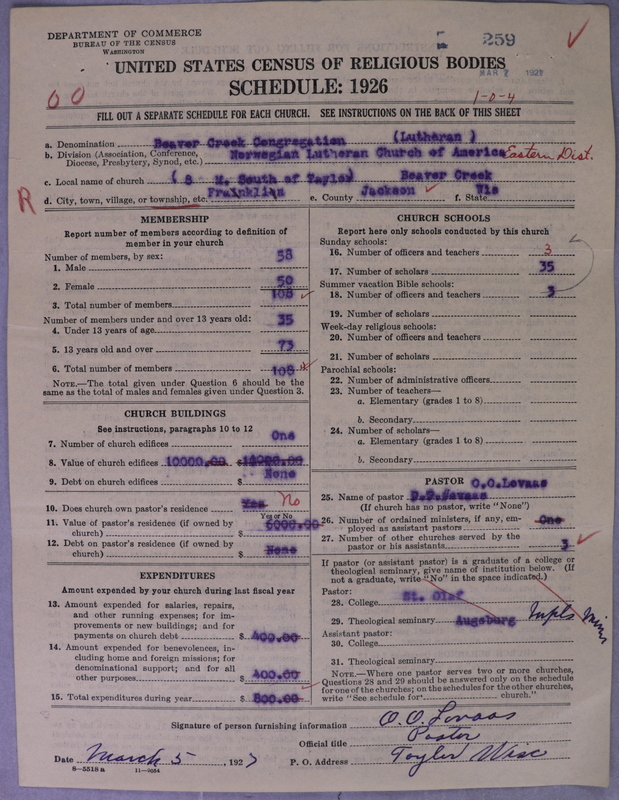 DEPARTMENT OF COMMERCE
BUREAU OF THE CENSUS
WASHINGTON
259
MAR 7 1927
UNITED STATES CENSUS OF RELIGIOUS BODIES
SCHEDULE: 1926
00
1-0-4
FILL OUT A SEPARATE SCHEDULE FOR EACH CHURCH. SEE INSTRUCTIONS ON THE BACK OF THIS SHEET
a. Denomination Beaver Creek Congregation (Lutheran )
b. Division (Association, Conference, Diocese, Presbytery, Synod, etc.) Norwegian Lutheran Church of America Eastern Dist.
c. Local name of church ( 8 M. South of Taylor) Beaver Creek
d. City, town, village, or township, etc. Franklin e. County Jackson f. State Wis
R
MEMBERSHIP
Report number of members according to definition of
member in your church
Number of members, by sex:
1. Male 58
2. Female 50
3. Total number of members 108
Number of members under and over 13 years old:
4. Under 13 years of age 35
5. 13 years old and over 73
6. Total number of members 108
NOTE.—The total given under Question 6 should be
the same as the total of males and females given under Question 3.
CHURCH BUILDINGS
See instructions, paragraphs 10 to 12
7. Number of church edifices One
8. Value of church edifices 10000.00
9. Debt on church edifices $ None
10. Does church own pastor's residence Yes No
Yes or No
11. Value of pastor's residence (if owned by
church) $ 6000.00
12. Debt on pastor's residence (if owned by
church) $ None
EXPENDITURES
Amount expended by your church during last fiscal year
13. Amount expended for salaries, repairs,
and other running expenses; for im-
provements or new buildings; and for
payments on church debt $ 400.00
14. Amount expended for benevolences, in-
cluding home and foreign missions; for
denominational support; and for all
other purposes $ 400.00
15. Total expenditures during year $ 800.00
CHURCH SCHOOLS
Report here only schools conducted by this church
Sunday schools:
16. Number of officers and teachers 3
17. Number of scholars 35
Summer vacation Bible schools:
18. Number of officers and teachers 3
19. Number of scholars
Week-day religious schools:
20. Number of officers and teachers
21. Number of scholars
Parochial schools:
22. Number of administrative officers
23. Number of teachers—
a. Elementary (grades 1 to 8)
b. Secondary
24. Number of scholars—
a. Elementary (grades 1 to 8)
b. Secondary
PASTOR O.O.Lovaas
25. Name of pastor
(If church has no pastor, write "None")
26. Number of ordained ministers, if any, em-
ployed as assistant pastors One
27. Number of other churches served by the
pastor or his assistants 3
If pastor (or assistant pastor) is a graduate of a college or
theological seminary, give name of institution below. (If
not a graduate, write "No" in the space indicated.)
Pastor:
28. College St. Olaf
29. Theological seminary Augsburg Mpls Minn
Assistant pastor:
30. College
31. Theological seminary
NOTE.—Where one pastor serves two or more churches,
Questions 28 and 29 should be answered only on the schedule
for one of the churches; on the schedules for the other churches,
write "See schedule for church."
Signature of person furnishing information O. O. Lovaas
Official title Pastor
Date March 5, 1927 P. O. Address Taylor Wisc
8-5518 a 11-9054